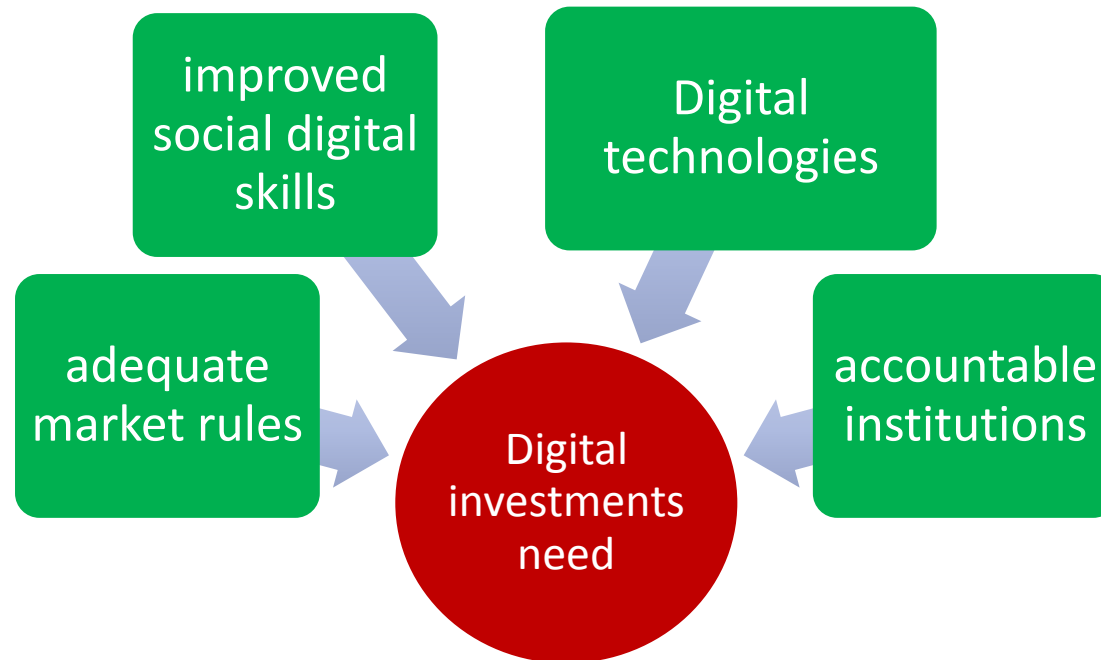 improved
social digital
skills
Digital
technologies
adequate
market rules
accountable
institutions
Digital
investments
need